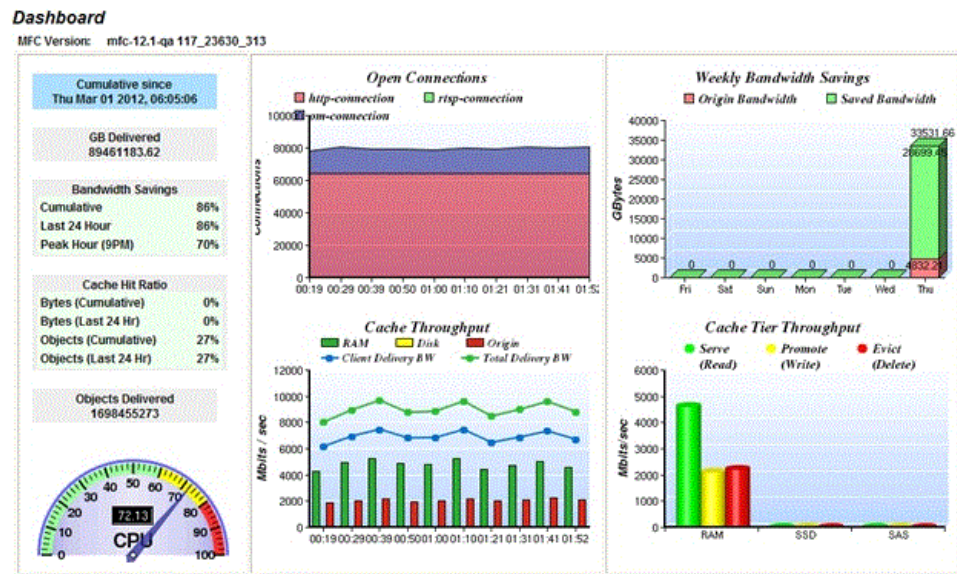 Dashboard
MFC Version: mfc-12.1-qa 117_23630_313
Cumulative since
Thu Mar 01 2012, 06:05:06
GB Delivered
89461183.62
Bandwidth Savings
Cumulative 86%
Last 24 Hour 86%
Peak Hour (9PM) 70%
Cache Hit Ratio
Bytes (Cumulative) 0%
Bytes (Last 24 Hr) 0%
Objects (Cumulative) 27%
Objects (Last 24 Hr) 27%
Objects Delivered
1698455273
0 10 20 30 40 50 60 70 80 90 100
72.13
CPU
Open Connections
http-connection rtsp-connection
om-connection
Connections
10000
80000
60000
40000
20000
0
00:19 00:29 00:39 00:50 01:00 01:10 01:21 01:31 01:41 01:52
Weekly Bandwidth Savings
Origin Bandwidth Saved Bandwidth
GBytes
40000
35000
30000
25000
20000
15000
10000
5000
0
33531.66
28699.45
4832.21
0 0 0 0 0 0
Fri Sat Sun Mon Tue Wed Thu
Cache Throughput
RAM Disk Origin
Client Delivery BW Total Delivery BW
Mbits / sec
12000
10000
8000
6000
4000
2000
0
00:19 00:29 00:39 00:50 01:00 01:10 01:21 01:31 01:41 01:52
Cache Tier Throughput
Serve (Read) Promote (Write) Evict (Delete)
Mbits/sec
6000
5000
4000
3000
2000
1000
0
RAM SSD SAS